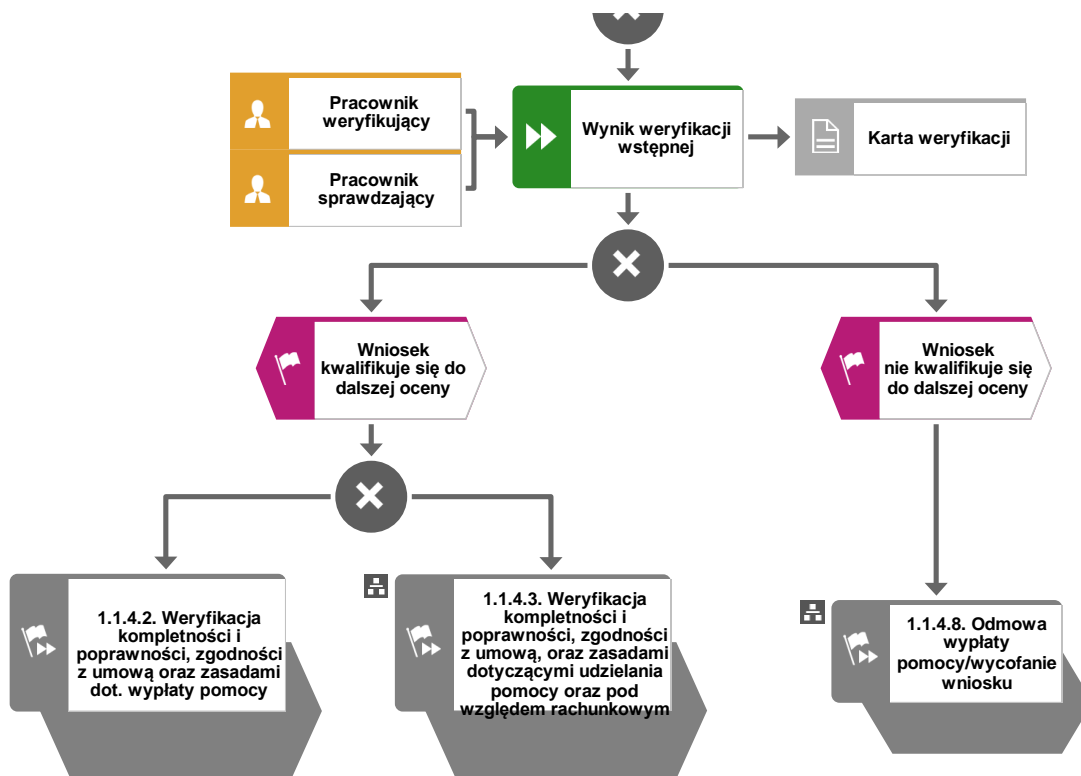 Pracownik
weryfikujący
Wynik weryfikacji
wstępnej
Karta weryfikacji
Pracownik
sprawdzający
Wniosek
kwalifikuje się do
dalszej oceny
Wniosek
nie kwalifikuje się
do dalszej oceny
1.1.4.2. Weryfikacja
kompletności i
poprawności, zgodności
z umową oraz zasadami
dot. wypłaty pomocy
1.1.4.3. Weryfikacja
kompletności i
poprawności, zgodności
z umową, oraz zasadami
dotyczącymi udzielania
pomocy oraz pod
względem rachunkowym
1.1.4.8. Odmowa
wypłaty
pomocy/wycofanie
wniosku